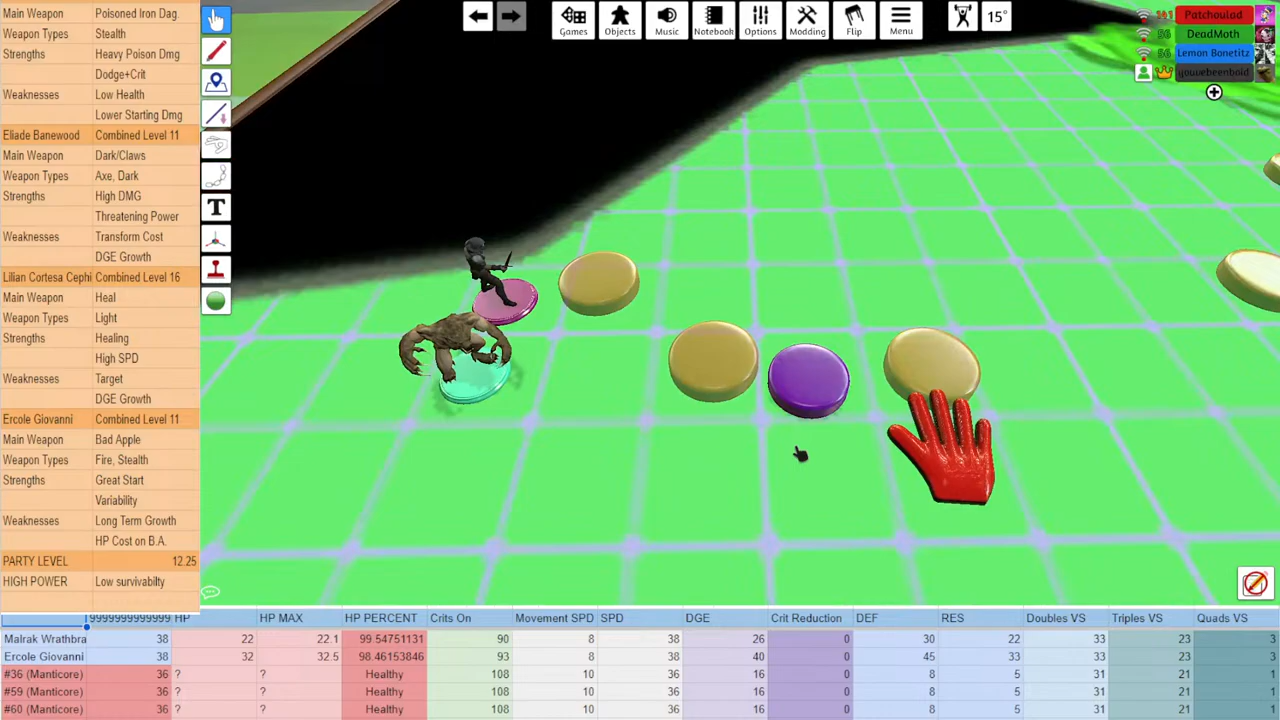 Main Weapon Poisoned Iron Dag.
Weapon Types Stealth
Strengths Heavy Poison Dmg
Dodge+Crit
Weaknesses Low Health
Lower Starting Dmg
Eliade Banewood Combined Level 11
Main Weapon Dark/Claws
Weapon Types Axe, Dark
Strengths High DMG
Threatening Power
Weaknesses Transform Cost
DGE Growth
Lilian Cortesa Cephi Combined Level 16
Main Weapon Heal
Weapon Types Light
Strengths Healing
High SPD
Weaknesses Target
DGE Growth
Ercole Giovanni Combined Level 11
Main Weapon Bad Apple
Weapon Types Fire, Stealth
Strengths Great Start
Variability
Weaknesses Long Term Growth
HP Cost on B.A.
PARTY LEVEL 12.25
HIGH POWER Low survivabilty
Games Objects Music Notebook Options Modding Flip Menu 15°
141 Patchoulad
56 DeadMoth
86 Lemon Bonetitz
youvebeenbald
T
9999999999999 HP HP MAX HP PERCENT Crits On Movement SPD SPD DGE Crit Reduction DEF RES Doubles VS Triples VS Quads VS
Malrak Wrathbra 38 22 22.1 99.54751131 90 8 38 26 0 30 22 33 23 3
Ercole Giovanni 38 32 32.5 98.46153846 93 8 38 40 0 45 33 33 23 3
#36 (Manticore) 36 ? ? Healthy 108 10 36 16 0 8 5 31 21 1
#59 (Manticore) 36 ? ? Healthy 108 10 36 16 0 8 5 31 21 1
#60 (Manticore) 36 ? ? Healthy 108 10 36 16 0 8 5 31 21 1